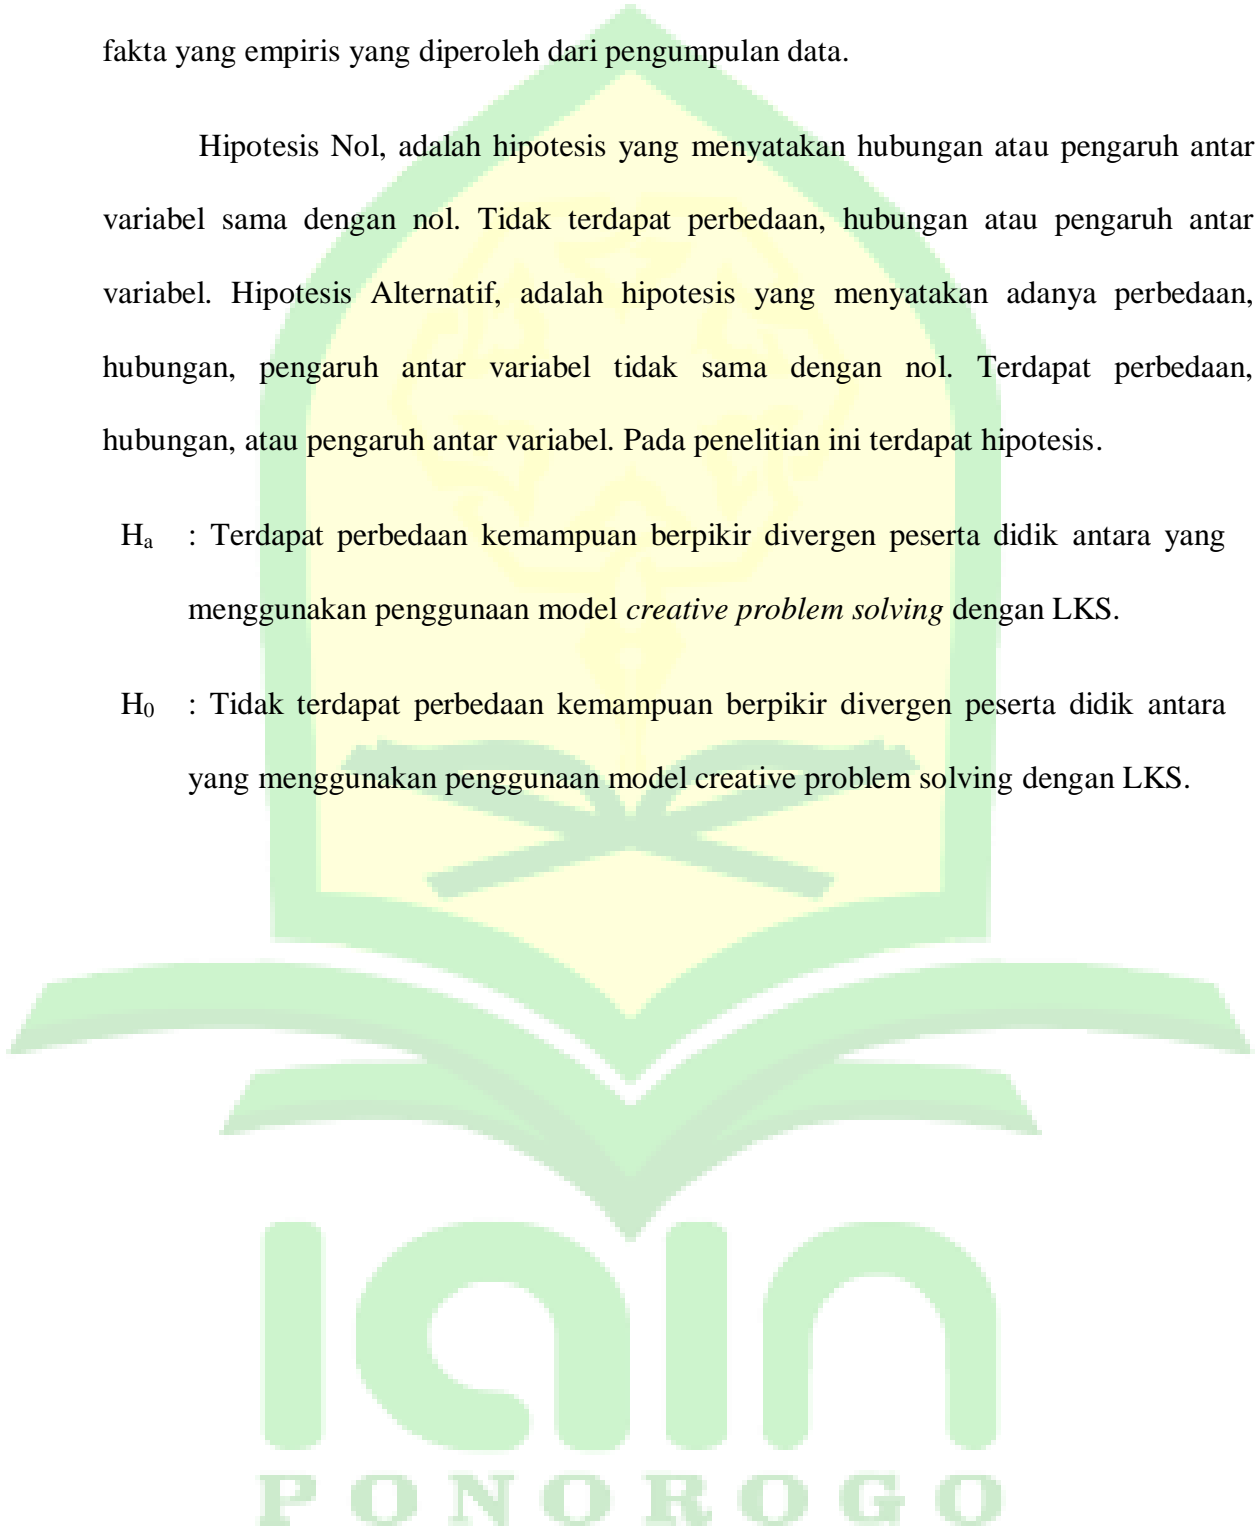 fakta yang empiris yang diperoleh dari pengumpulan data.
Hipotesis Nol, adalah hipotesis yang menyatakan hubungan atau pengaruh antar
variabel sama dengan nol. Tidak terdapat perbedaan, hubungan atau pengaruh antar
variabel. Hipotesis Alternatif, adalah hipotesis yang menyatakan adanya perbedaan,
hubungan, pengaruh antar variabel tidak sama dengan nol. Terdapat perbedaan,
hubungan, atau pengaruh antar variabel. Pada penelitian ini terdapat hipotesis.
Hₐ : Terdapat perbedaan kemampuan berpikir divergen peserta didik antara yang
menggunakan penggunaan model creative problem solving dengan LKS.
H₀ : Tidak terdapat perbedaan kemampuan berpikir divergen peserta didik antara
yang menggunakan penggunaan model creative problem solving dengan LKS.
iain
PONOROGO